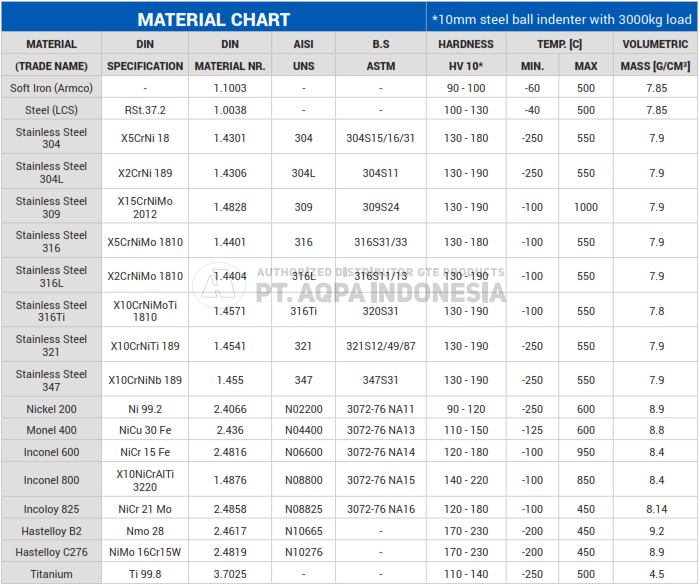 MATERIAL CHART *10mm steel ball indenter with 3000kg load
MATERIAL DIN DIN AISI B.S HARDNESS TEMP. [C] VOLUMETRIC
(TRADE NAME) SPECIFICATION MATERIAL NR. UNS ASTM HV 10* MIN. MAX MASS [G/CM³]
Soft Iron (Armco) - 1.1003 - - 90 - 100 -60 500 7.85
Steel (LCS) RSt.37.2 1.0038 - - 100 - 130 -40 500 7.85
Stainless Steel
304 X5CrNi 18 1.4301 304 304S15/16/31 130 - 180 -250 550 7.9
Stainless Steel
304L X2CrNi 189 1.4306 304L 304S11 130 - 190 -250 550 7.9
Stainless Steel X15CrNiMo
309 2012 1.4828 309 309S24 130 - 190 -100 1000 7.9
Stainless Steel
316 X5CrNiMo 1810 1.4401 316 316S31/33 130 - 180 -100 550 7.9
Stainless Steel
316L X2CrNiMo 1810 1.4404 316L 316S11/13 130 - 190 -100 550 7.9
AUTHORIZED DISTRIBUTOR GTE PRODUCTS
PT. AQPA INDONESIA
Stainless Steel X10CrNiMoTi
316Ti 1810 1.4571 316Ti 320S31 130 - 190 -100 550 7.8
Stainless Steel
321 X10CrNiTi 189 1.4541 321 321S12/49/87 130 - 190 -250 550 7.9
Stainless Steel
347 X10CrNiNb 189 1.455 347 347S31 130 - 190 -250 550 7.9
Nickel 200 Ni 99.2 2.4066 N02200 3072-76 NA11 90 - 120 -250 600 8.9
Monel 400 NiCu 30 Fe 2.436 N04400 3072-76 NA13 110 - 150 -125 600 8.8
Inconel 600 NiCr 15 Fe 2.4816 N06600 3072-76 NA14 120 - 180 -100 950 8.4
Inconel 800 X10NiCrAlTi
3220 1.4876 N08800 3072-76 NA15 140 - 220 -100 850 8.4
Incoloy 825 NiCr 21 Mo 2.4858 N08825 3072-76 NA16 120 - 180 -100 450 8.14
Hastelloy B2 Nmo 28 2.4617 N10665 - 170 - 230 -200 450 9.2
Hastelloy C276 NiMo 16Cr15W 2.4819 N10276 - 170 - 230 -200 450 8.9
Titanium Ti 99.8 3.7025 - - 110 - 140 -250 500 4.5